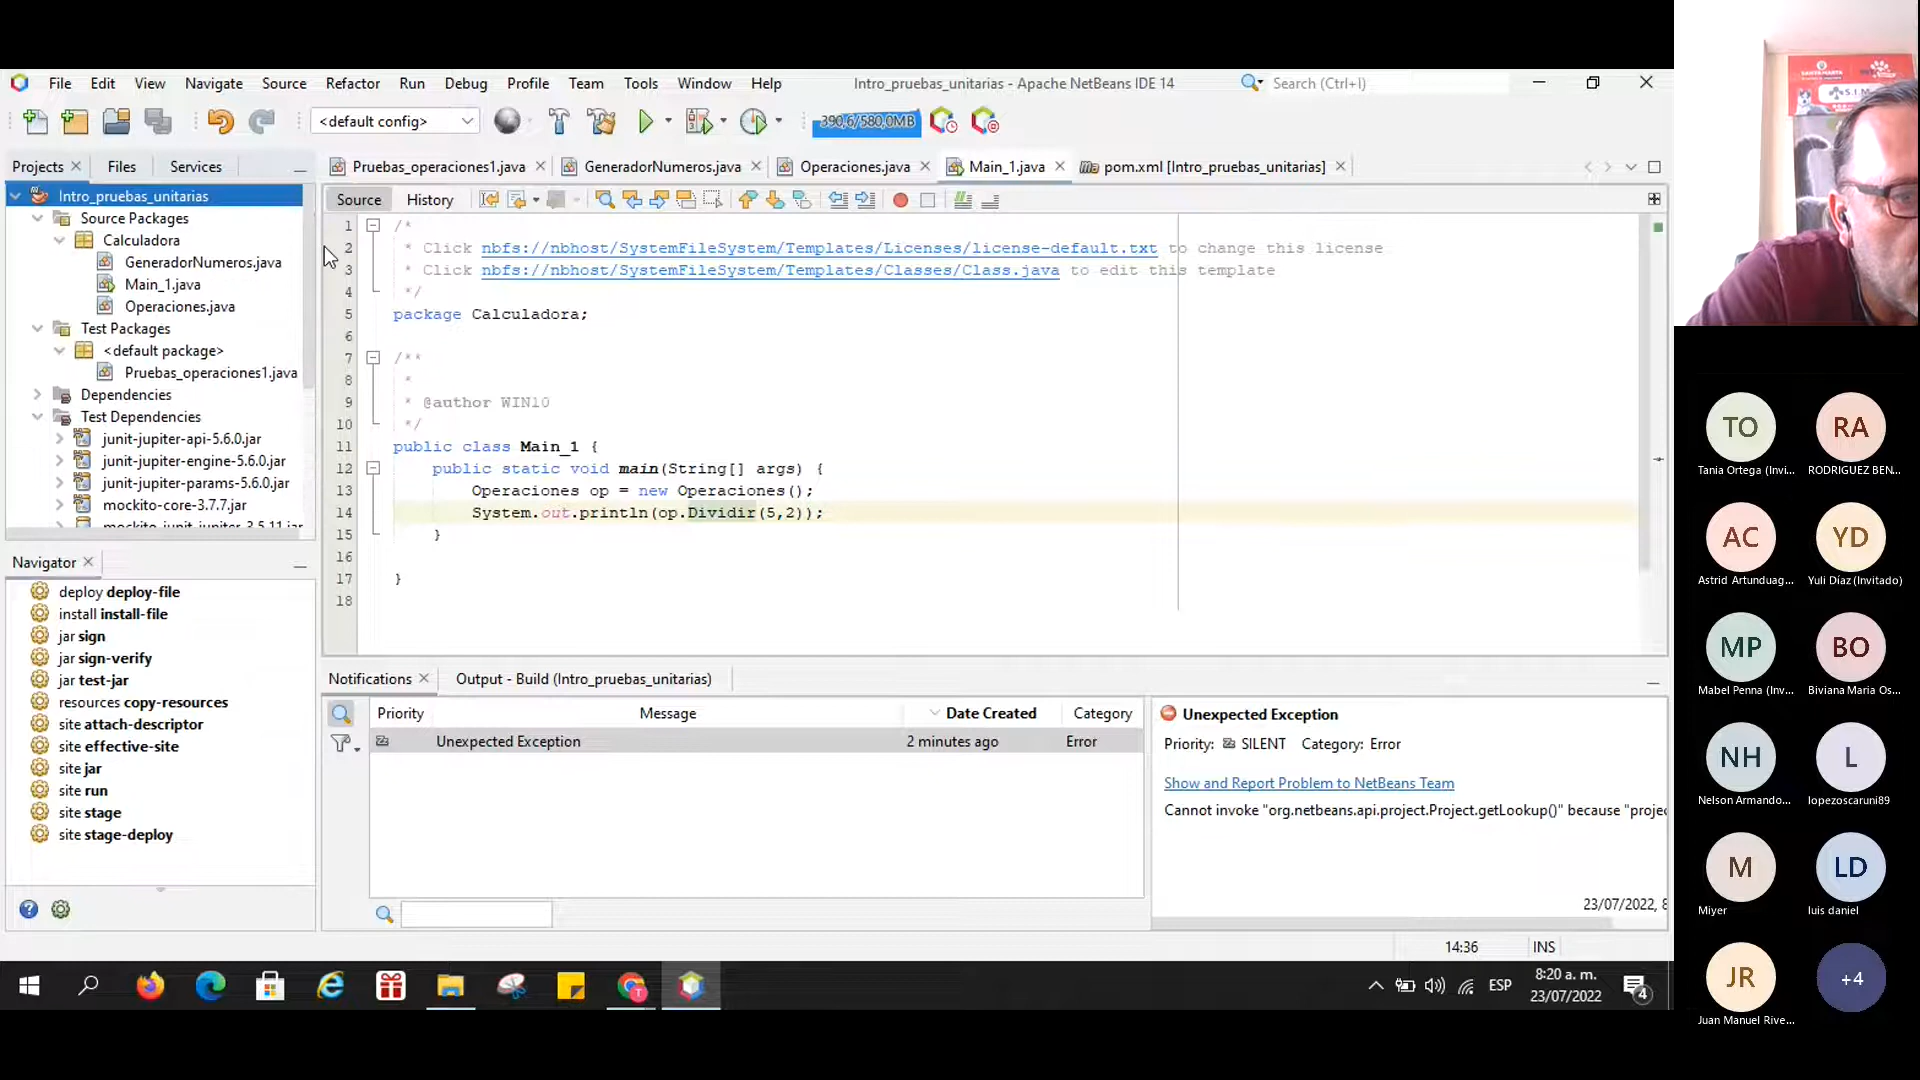 File Edit View Navigate Source Refactor Run Debug Profile Team Tools Window Help
Intro_pruebas_unitarias - Apache NetBeans IDE 14
Search (Ctrl+I)
<default config>
390,6/580,0MB
Projects Files Services
Pruebas_operaciones1.java GeneradorNumeros.java Operaciones.java Main_1.java pom.xml [Intro_pruebas_unitarias]
Source History
Intro_pruebas_unitarias
Source Packages
Calculadora
GeneradorNumeros.java
Main_1.java
Operaciones.java
Test Packages
<default package>
Pruebas_operaciones1.java
Dependencies
Test Dependencies
junit-jupiter-api-5.6.0.jar
junit-jupiter-engine-5.6.0.jar
junit-jupiter-params-5.6.0.jar
mockito-core-3.7.7.jar
mockito-junit-jupiter-3.5.11.jar
1 /*
2 * Click nbfs://nbhost/SystemFileSystem/Templates/Licenses/license-default.txt to change this license
3 * Click nbfs://nbhost/SystemFileSystem/Templates/Classes/Class.java to edit this template
4 */
5 package Calculadora;
6
7 /**
8 *
9 * @author WIN10
10 */
11 public class Main_1 {
12 public static void main(String[] args) {
13 Operaciones op = new Operaciones();
14 System.out.println(op.Dividir(5,2));
15 }
16
17 }
18
Navigator
deploy deploy-file
install install-file
jar sign
jar sign-verify
jar test-jar
resources copy-resources
site attach-descriptor
site effective-site
site jar
site run
site stage
site stage-deploy
Notifications Output - Build (Intro_pruebas_unitarias)
Priority Message Date Created Category
Unexpected Exception 2 minutes ago Error
Unexpected Exception
Priority: SILENT Category: Error
Show and Report Problem to NetBeans Team
Cannot invoke "org.netbeans.api.project.Project.getLookup()" because "projec
23/07/2022, 8
14:36 INS
ESP
8:20 a. m.
23/07/2022
4
SANTAMARTA
S.I.M
TO RA
Tania Ortega (Invi... RODRIGUEZ BEN...
AC YD
Astrid Artunduag... Yuli Díaz (Invitado)
MP BO
Mabel Penna (Inv... Biviana Maria Os...
NH L
Nelson Armando... lopezoscaruni89
M LD
Miyer luis daniel
JR +4
Juan Manuel Rive...